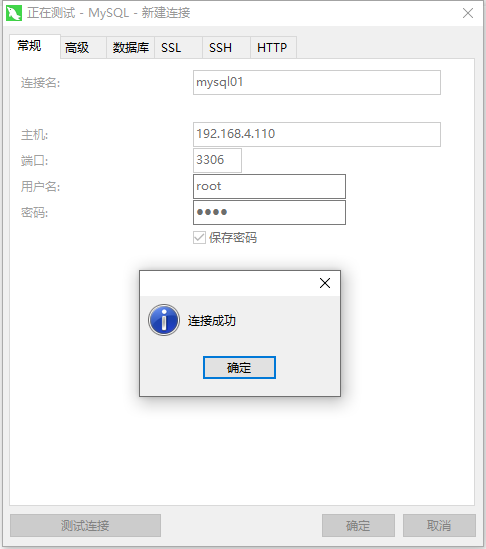 正在测试 - MySQL - 新建连接
常规 高级 数据库 SSL SSH HTTP
连接名: mysql01
主机: 192.168.4.110
端口: 3306
用户名: root
密码: ●●●●
保存密码
连接成功
确定
测试连接 确定 取消